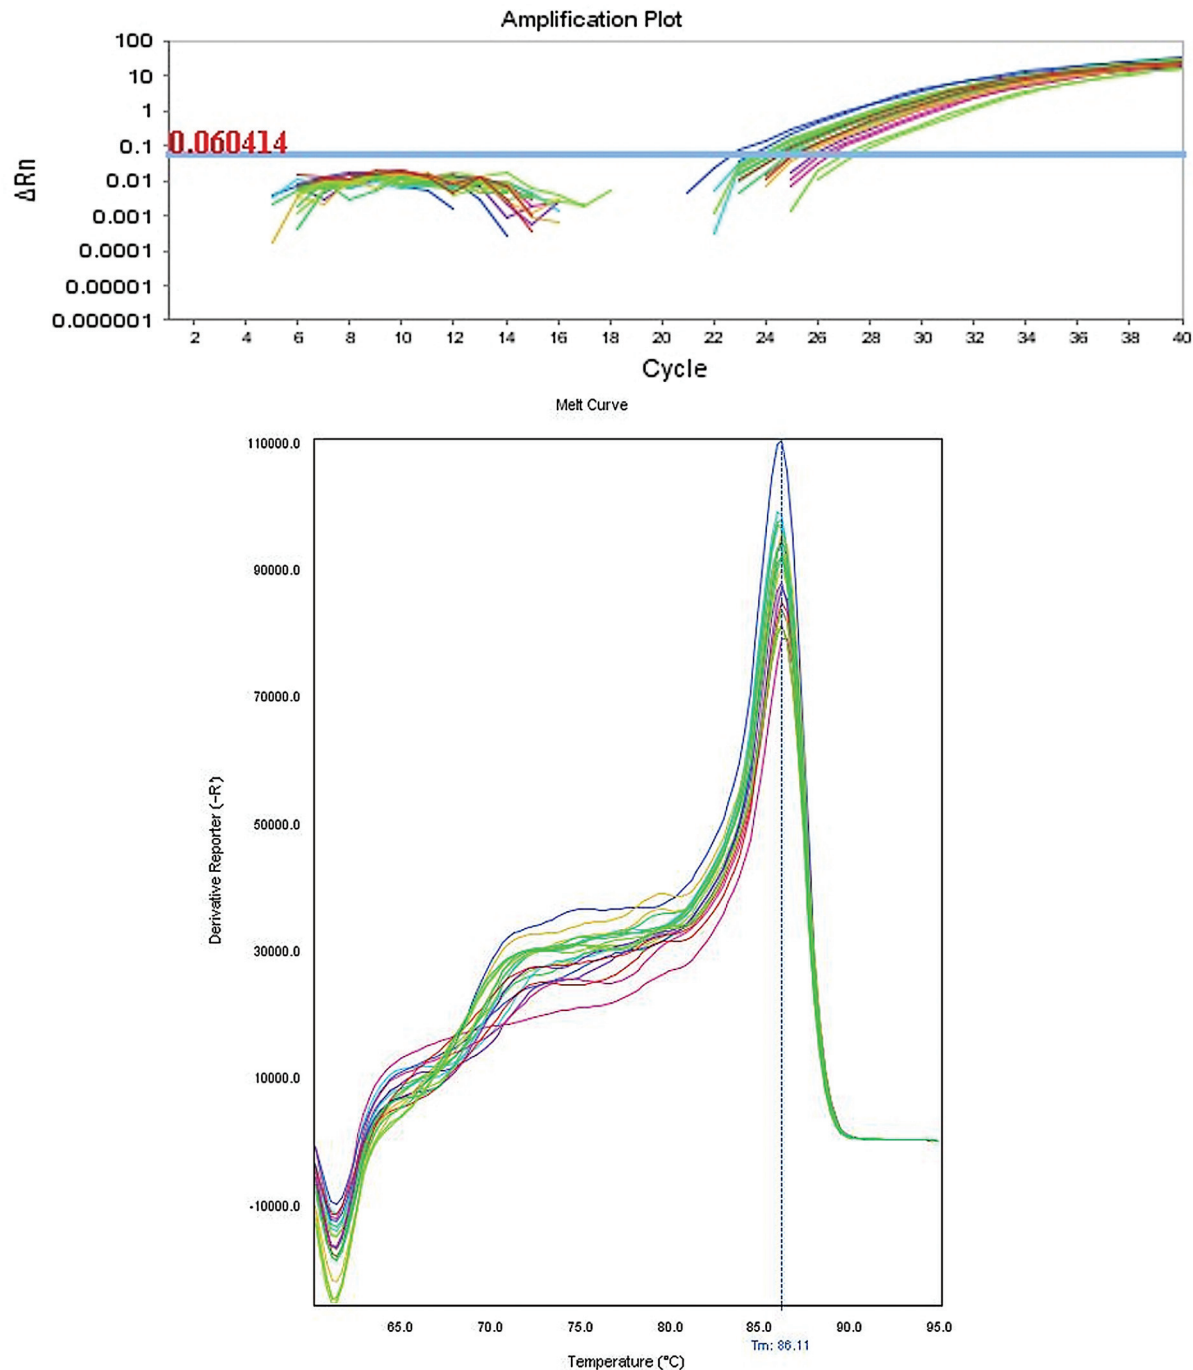 Amplification Plot
100
10
1
0.1
0.060414
0.01
0.001
0.0001
0.00001
0.000001
ΔRn
2 4 6 8 10 12 14 16 18 20 22 24 26 28 30 32 34 36 38 40
Cycle
Melt Curve
110000.0
90000.0
70000.0
50000.0
30000.0
10000.0
-10000.0
Derivative Reporter (-R')
65.0 70.0 75.0 80.0 85.0 90.0 95.0
Tm: 86.11
Temperature (°C)